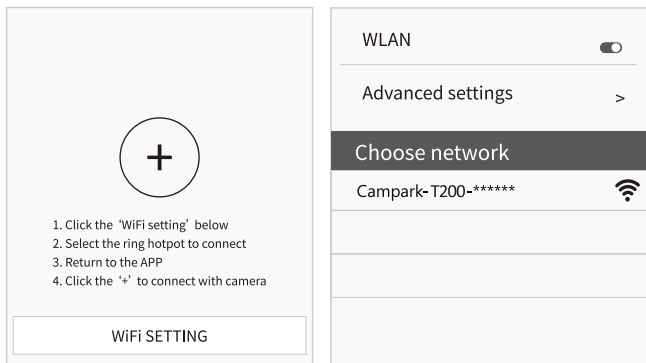 +
1. Click the ‘WiFi setting’ below
2. Select the ring hotpot to connect
3. Return to the APP
4. Click the ‘+’ to connect with camera
WiFi SETTING
WLAN
Advanced settings >
Choose network
Campark-T200-******